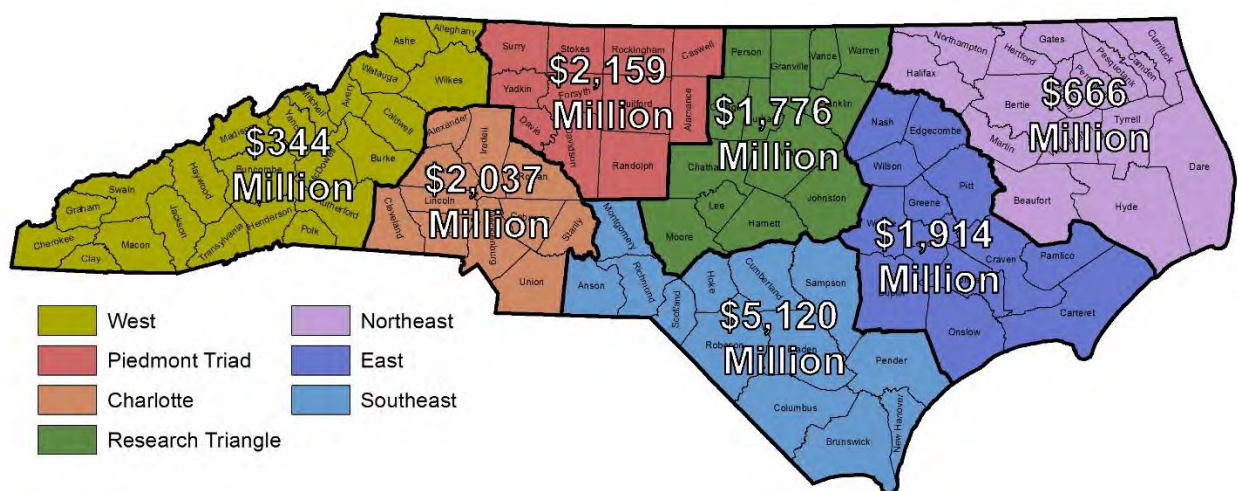 Alleghany
Ashe
Surry
Stokes
Rockingham
Caswell
Person
Granville
Vance
Warren
Northampton
Hertford
Gates
Pasquotank
Camden
Currituck
Halifax
Watauga
Wilkes
Yadkin
Forsyth
Guilford
Alamance
Bertie
$2,159
Million
$1,776
Million
$666
Million
Avery
Caldwell
Alexander
Iredell
Davie
Davidson
Randolph
Nash
Edgecombe
Martin
Tyrrell
Dare
$344
Million
Burke
Haywood
Swain
Graham
Cherokee
Clay
Macon
Jackson
Transylvania
Henderson
Polk
Rutherford
$2,037
Million
Cleveland
Lincoln
Stanly
Union
Chatha
Lee
Moore
Harnett
Johnston
Wilson
Pitt
Greene
Beaufort
Hyde
$1,914
Million
Craven
Pamlico
Carteret
Onslow
Duplin
Montgomery
Anson
Richmond
Scotland
Hoke
Cumberland
Sampson
$5,120
Million
Robeson
Pender
Columbus
Brunswick
New Hanover
West
Piedmont Triad
Charlotte
Research Triangle
Northeast
East
Southeast